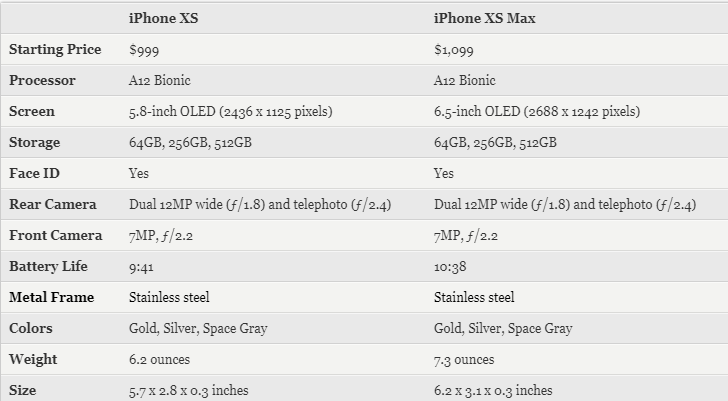 iPhone XS iPhone XS Max
Starting Price $999 $1,099
Processor A12 Bionic A12 Bionic
Screen 5.8-inch OLED (2436 x 1125 pixels) 6.5-inch OLED (2688 x 1242 pixels)
Storage 64GB, 256GB, 512GB 64GB, 256GB, 512GB
Face ID Yes Yes
Rear Camera Dual 12MP wide (ƒ/1.8) and telephoto (ƒ/2.4) Dual 12MP wide (ƒ/1.8) and telephoto (ƒ/2.4)
Front Camera 7MP, ƒ/2.2 7MP, ƒ/2.2
Battery Life 9:41 10:38
Metal Frame Stainless steel Stainless steel
Colors Gold, Silver, Space Gray Gold, Silver, Space Gray
Weight 6.2 ounces 7.3 ounces
Size 5.7 x 2.8 x 0.3 inches 6.2 x 3.1 x 0.3 inches